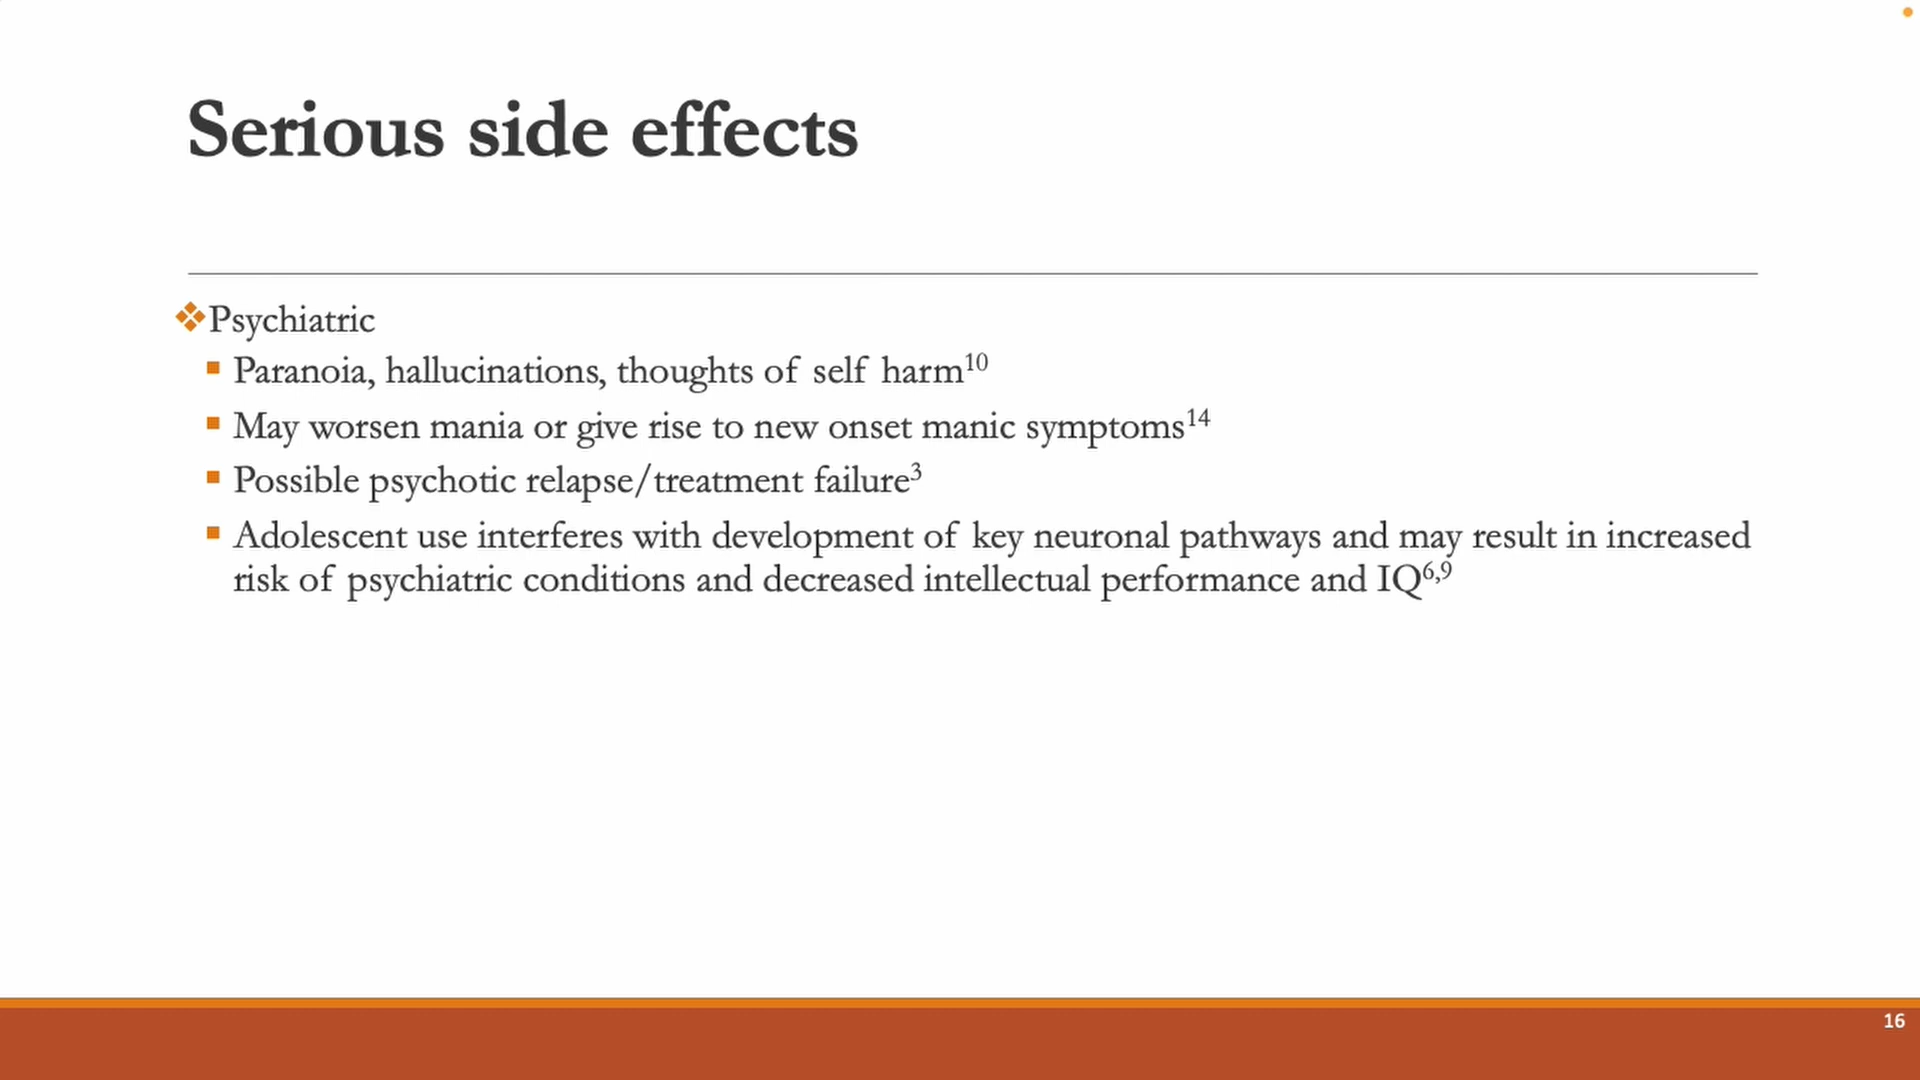 Serious side effects
Psychiatric
Paranoia, hallucinations, thoughts of self harm10
May worsen mania or give rise to new onset manic symptoms14
Possible psychotic relapse/treatment failure3
Adolescent use interferes with development of key neuronal pathways and may result in increased
risk of psychiatric conditions and decreased intellectual performance and IQ6,9
16